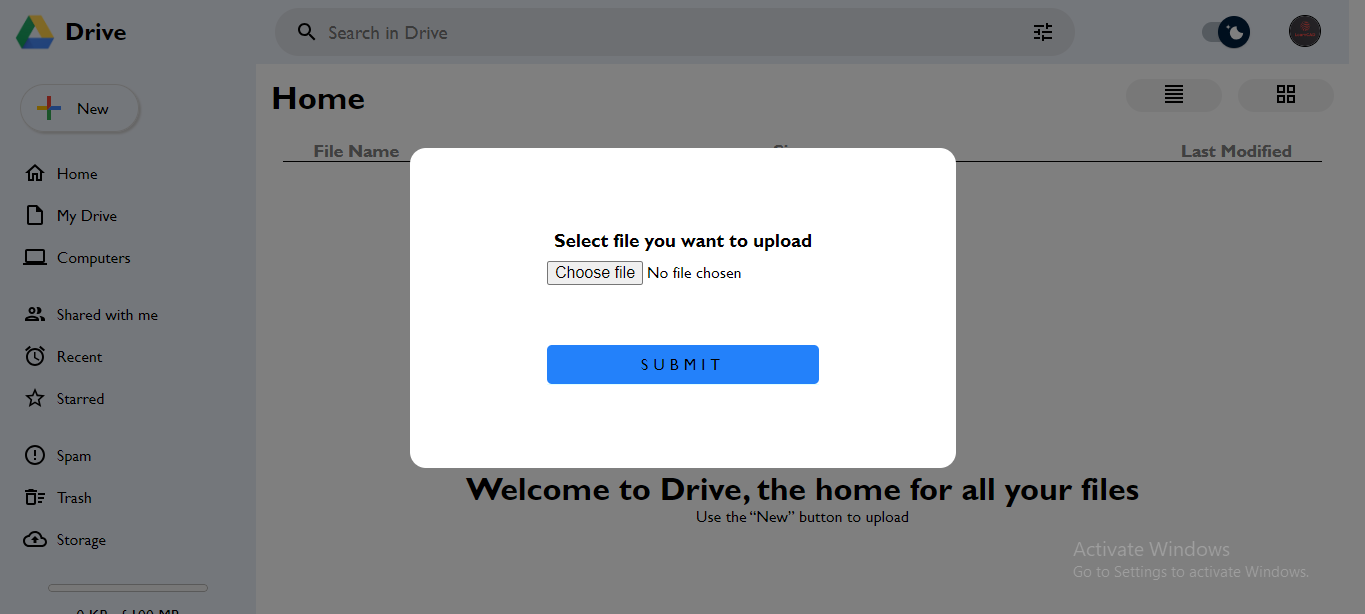 Drive
Search in Drive
New
Home
My Drive
Computers
Shared with me
Recent
Starred
Spam
Trash
Storage
Home
File Name
Last Modified
Select file you want to upload
Choose file No file chosen
SUBMIT
Welcome to Drive, the home for all your files
Use the “New” button to upload
Activate Windows
Go to Settings to activate Windows.